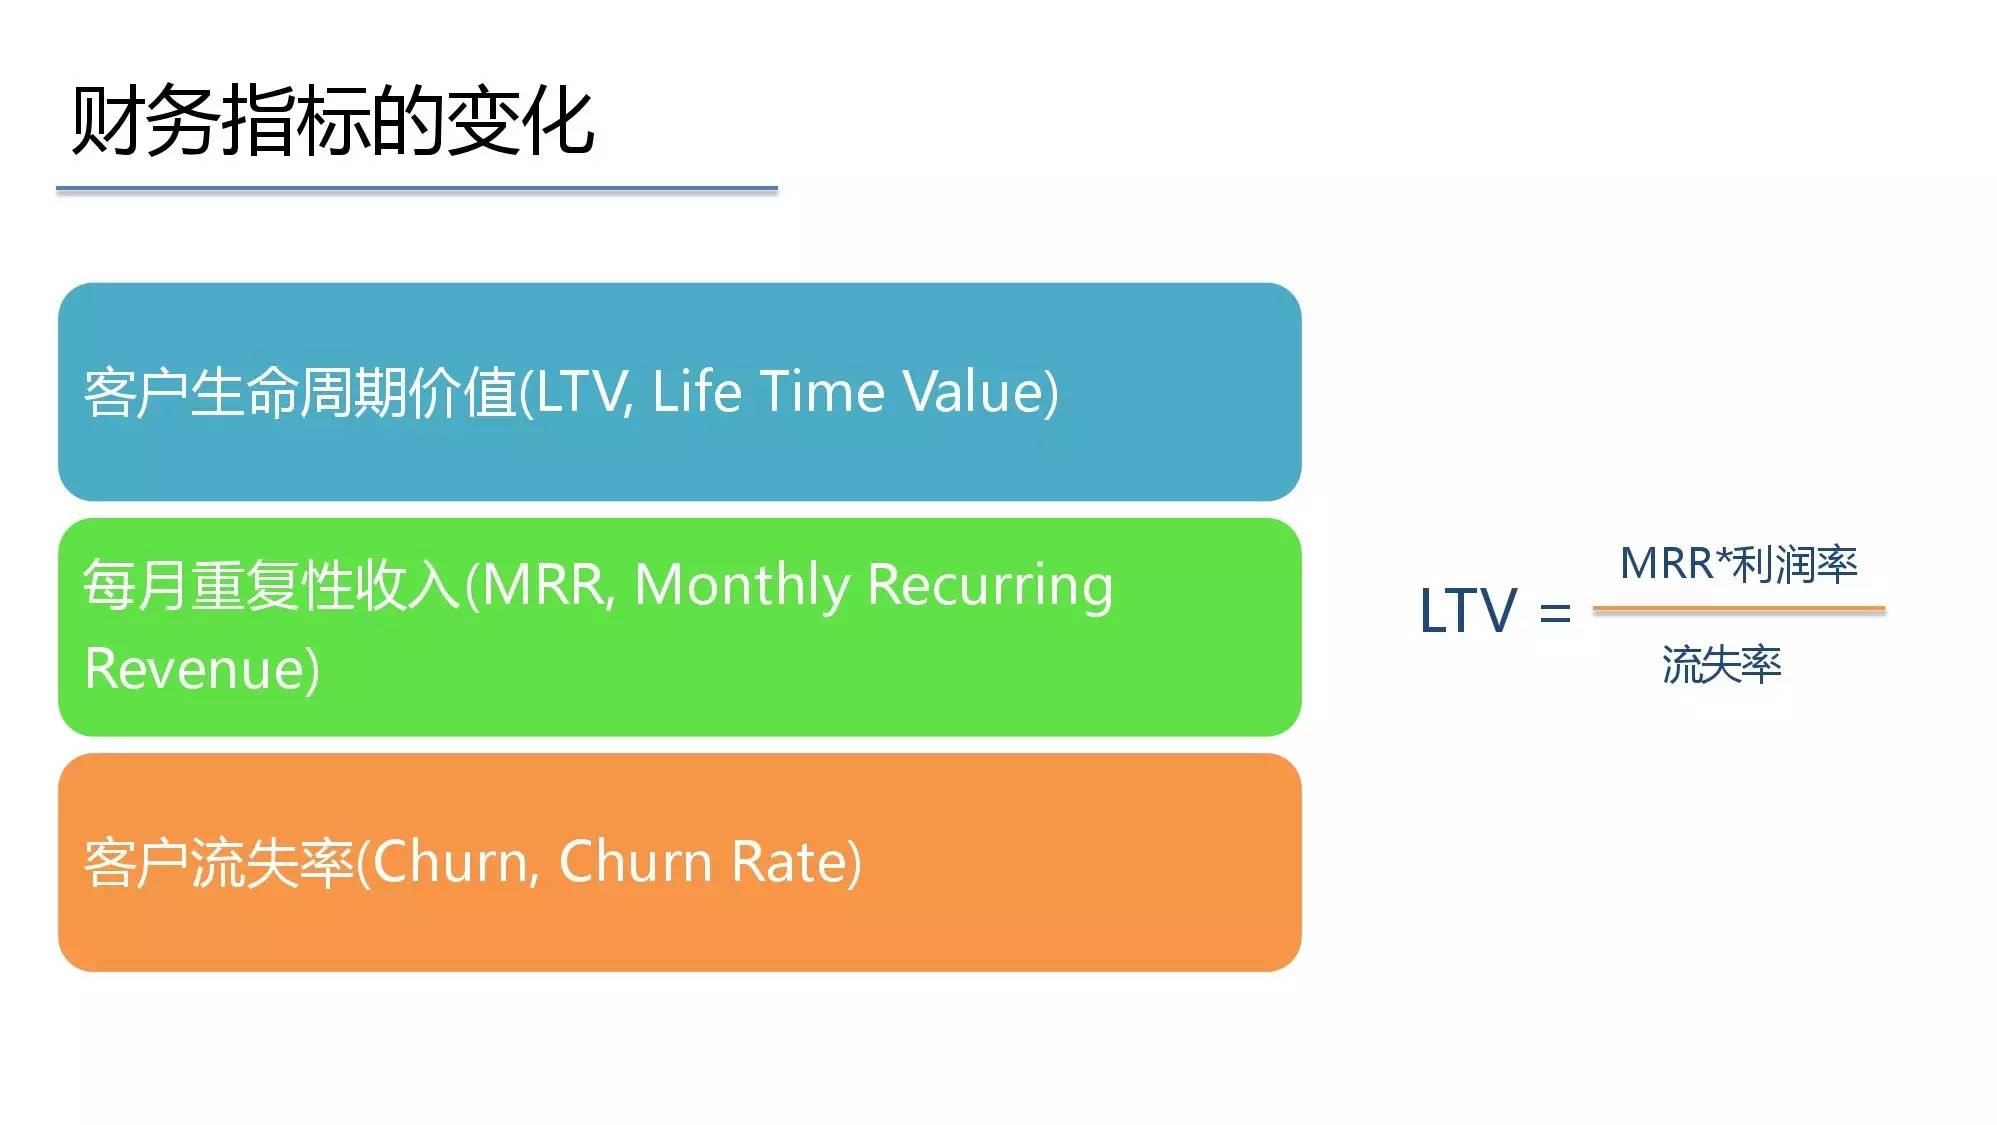 财务指标的变化
客户生命周期价值(LTV, Life Time Value)
每月重复性收入(MRR, Monthly Recurring
Revenue)
客户流失率(Churn, Churn Rate)
MRR*利润率
LTV =
流失率